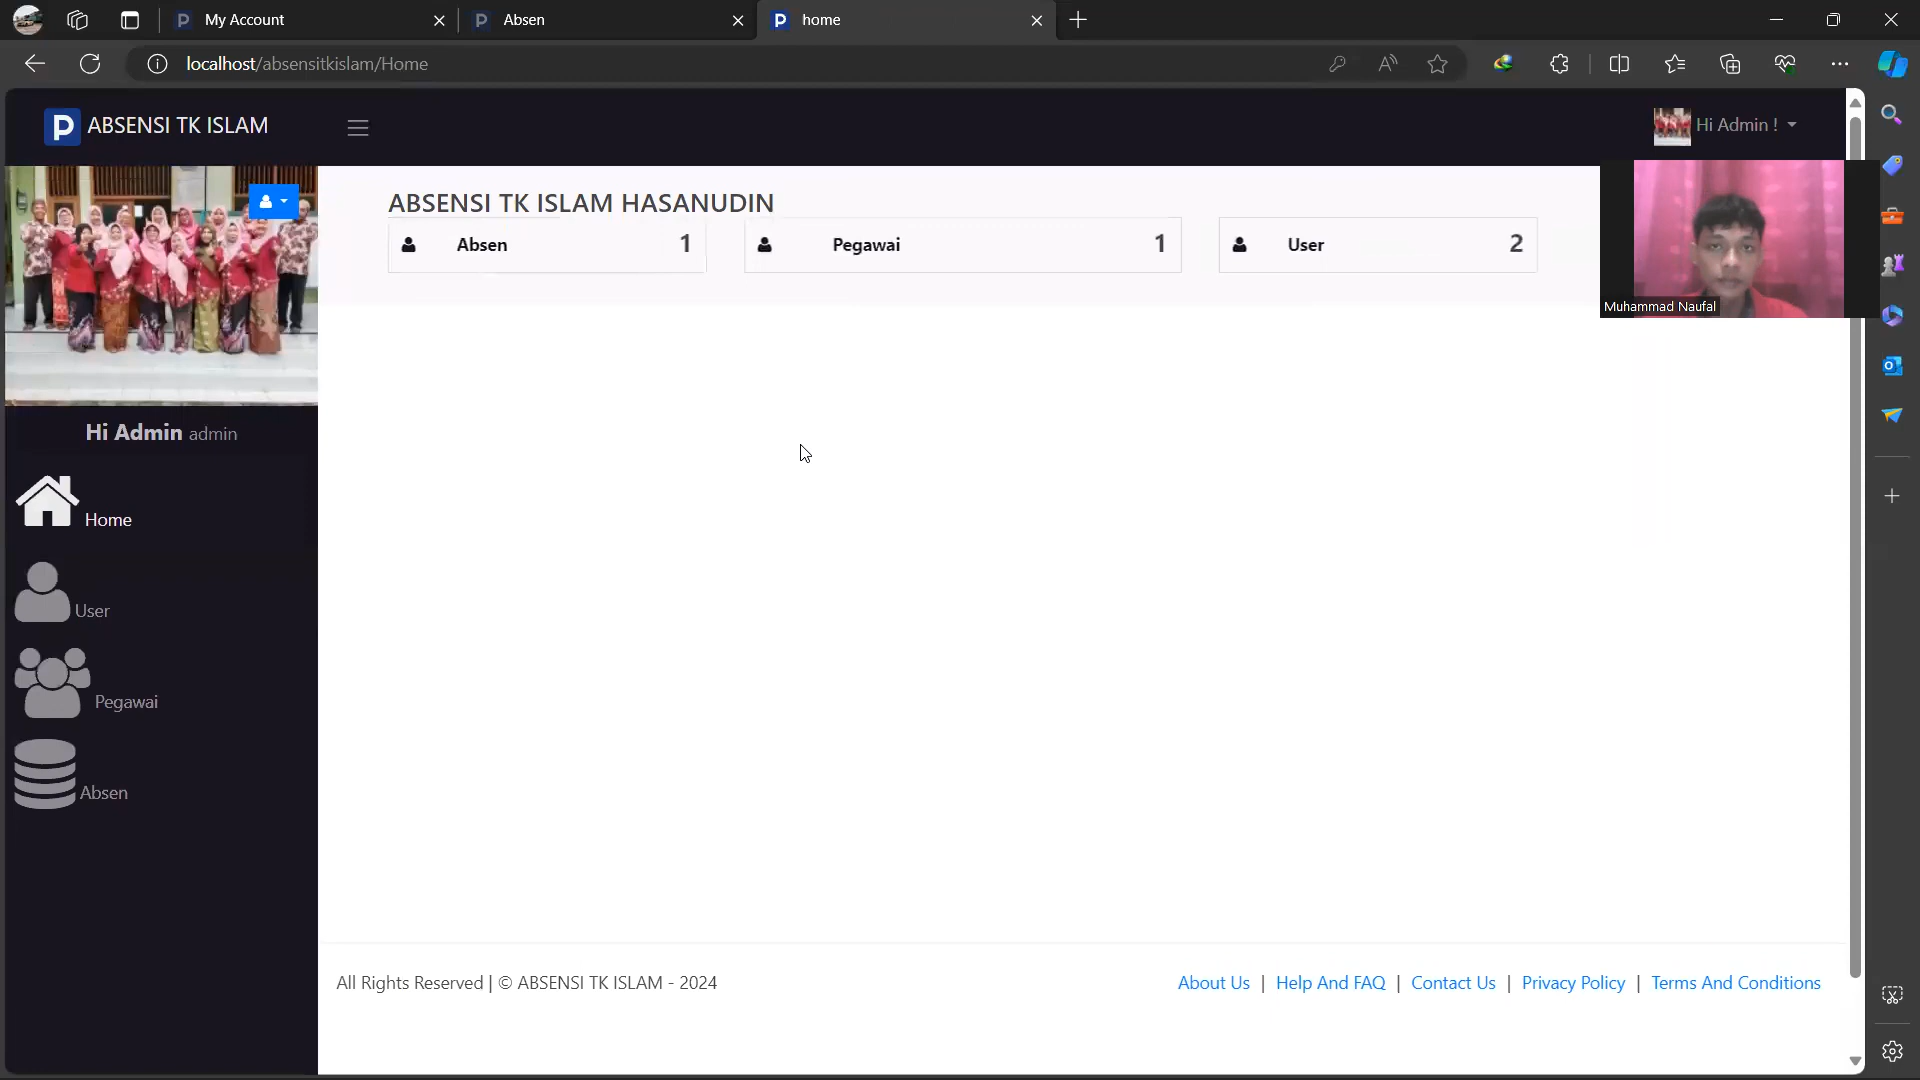 My Account
Absen
home
localhost/absensitkislam/Home
ABSENSI TK ISLAM
Hi Admin !
ABSENSI TK ISLAM HASANUDIN
Absen 1
Pegawai 1
User 2
Muhammad Naufal
Hi Admin admin
Home
User
Pegawai
Absen
All Rights Reserved | © ABSENSI TK ISLAM - 2024
About Us | Help And FAQ | Contact Us | Privacy Policy | Terms And Conditions